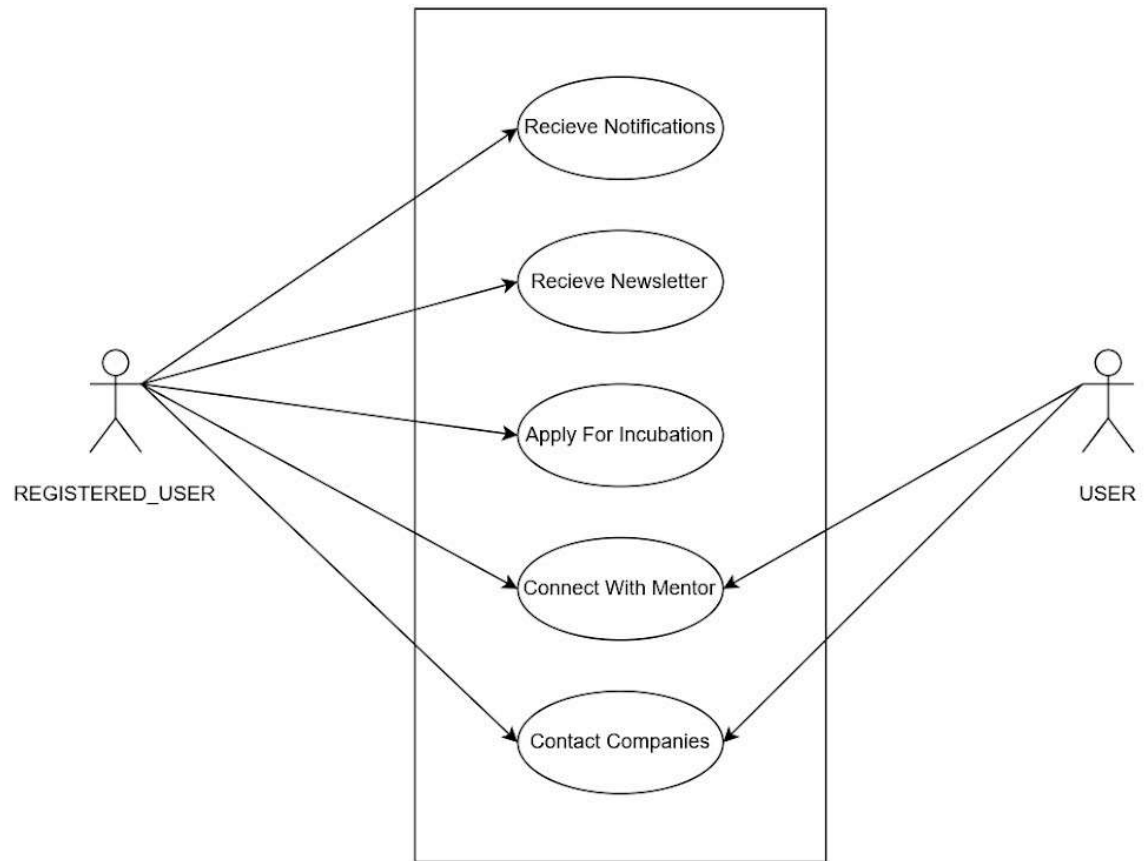 Recieve Notifications
Recieve Newsletter
Apply For Incubation
REGISTERED_USER
USER
Connect With Mentor
Contact Companies